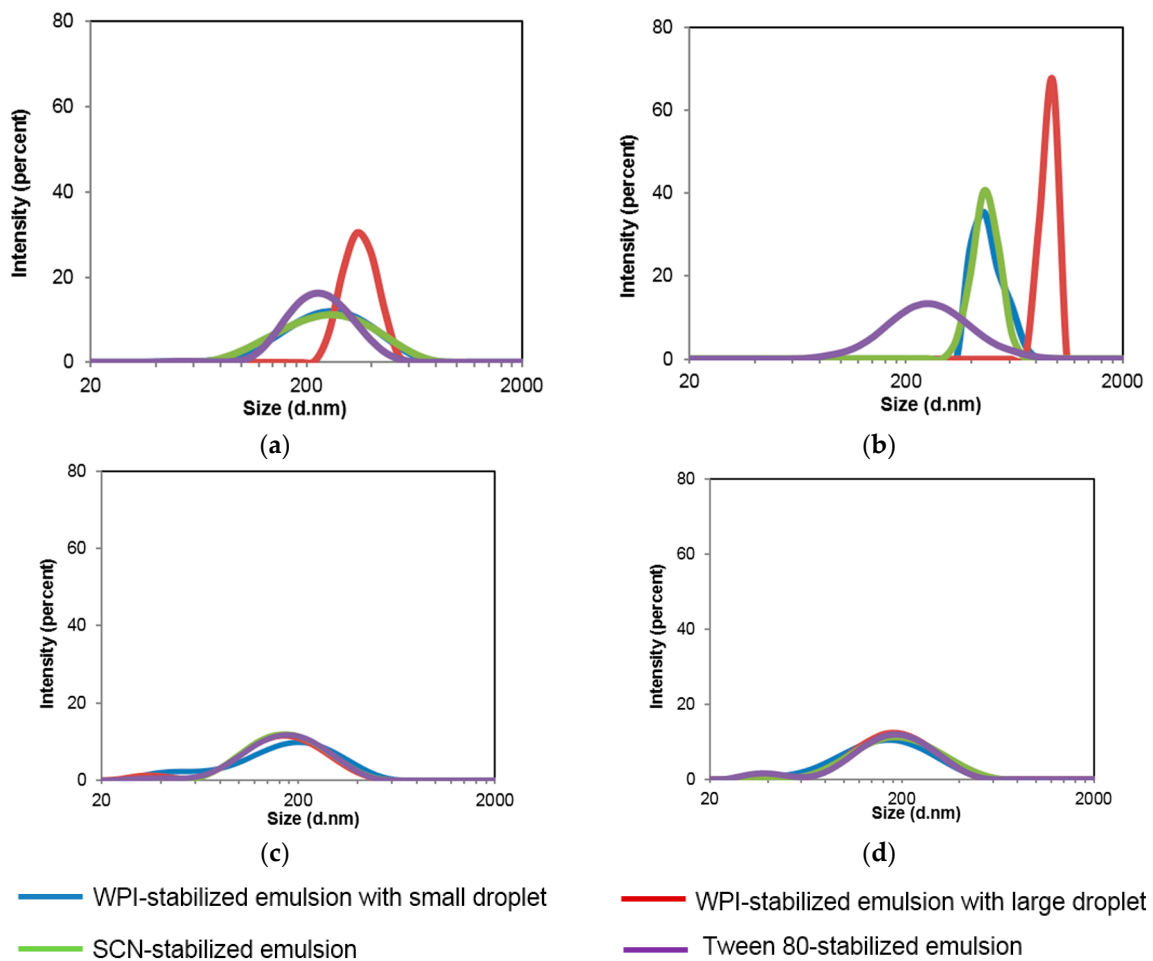 80
60
40
20
0
Intensity (percent)
20
200
2000
Size (d.nm)
(a)
80
60
40
20
0
Intensity (percent)
20
200
2000
Size (d.nm)
(b)
80
60
40
20
0
Intensity (percent)
20
200
2000
Size (d.nm)
(c)
80
60
40
20
0
Intensity (percent)
20
200
2000
Size (d.nm)
(d)
WPI-stabilized emulsion with small droplet
WPI-stabilized emulsion with large droplet
SCN-stabilized emulsion
Tween 80-stabilized emulsion